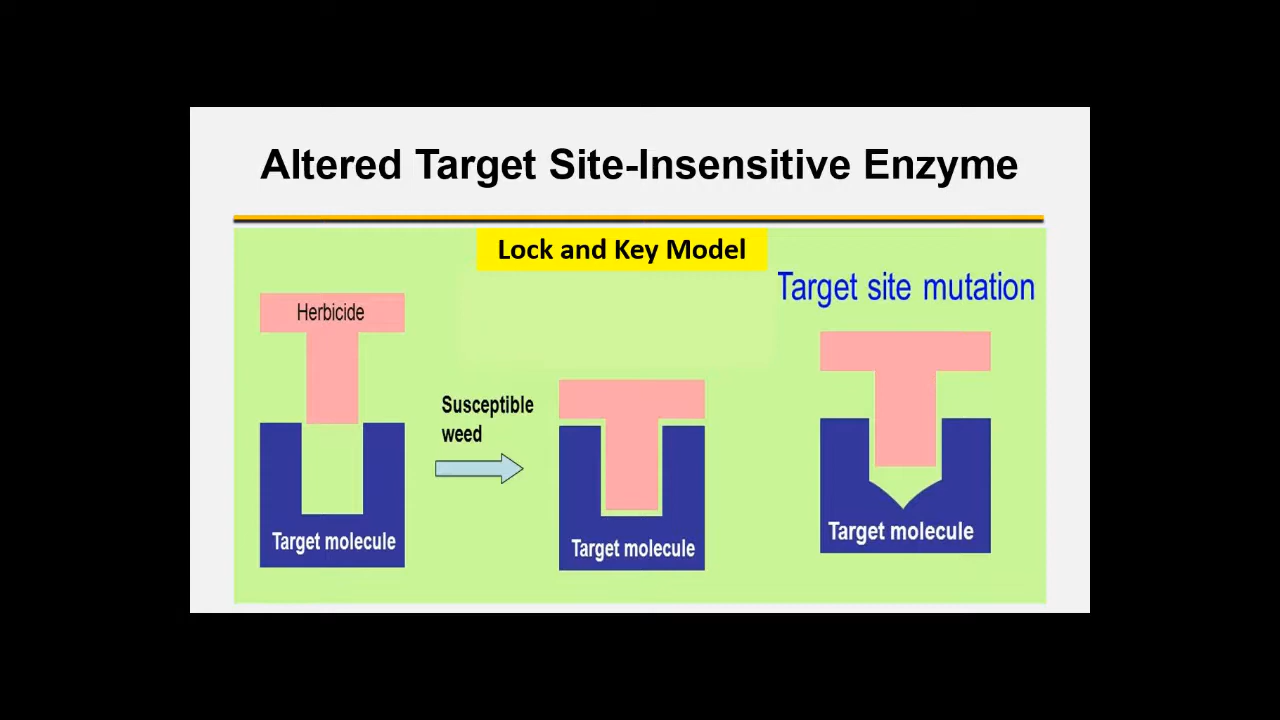 Altered Target Site-Insensitive Enzyme
Lock and Key Model
Target site mutation
Herbicide
Susceptible
weed
Target molecule
Target molecule
Target molecule